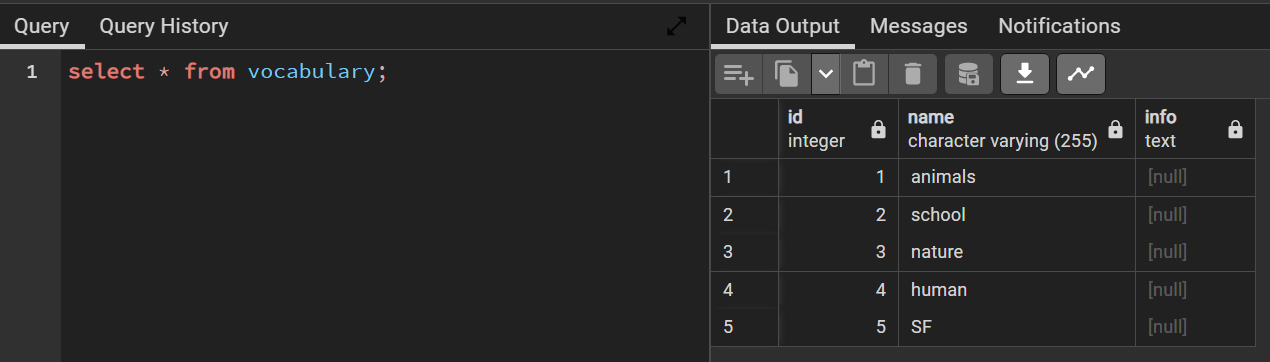 Query Query History
1 select * from vocabulary;
Data Output Messages Notifications
id name info
integer character varying (255) text
1 1 animals [null]
2 2 school [null]
3 3 nature [null]
4 4 human [null]
5 5 SF [null]